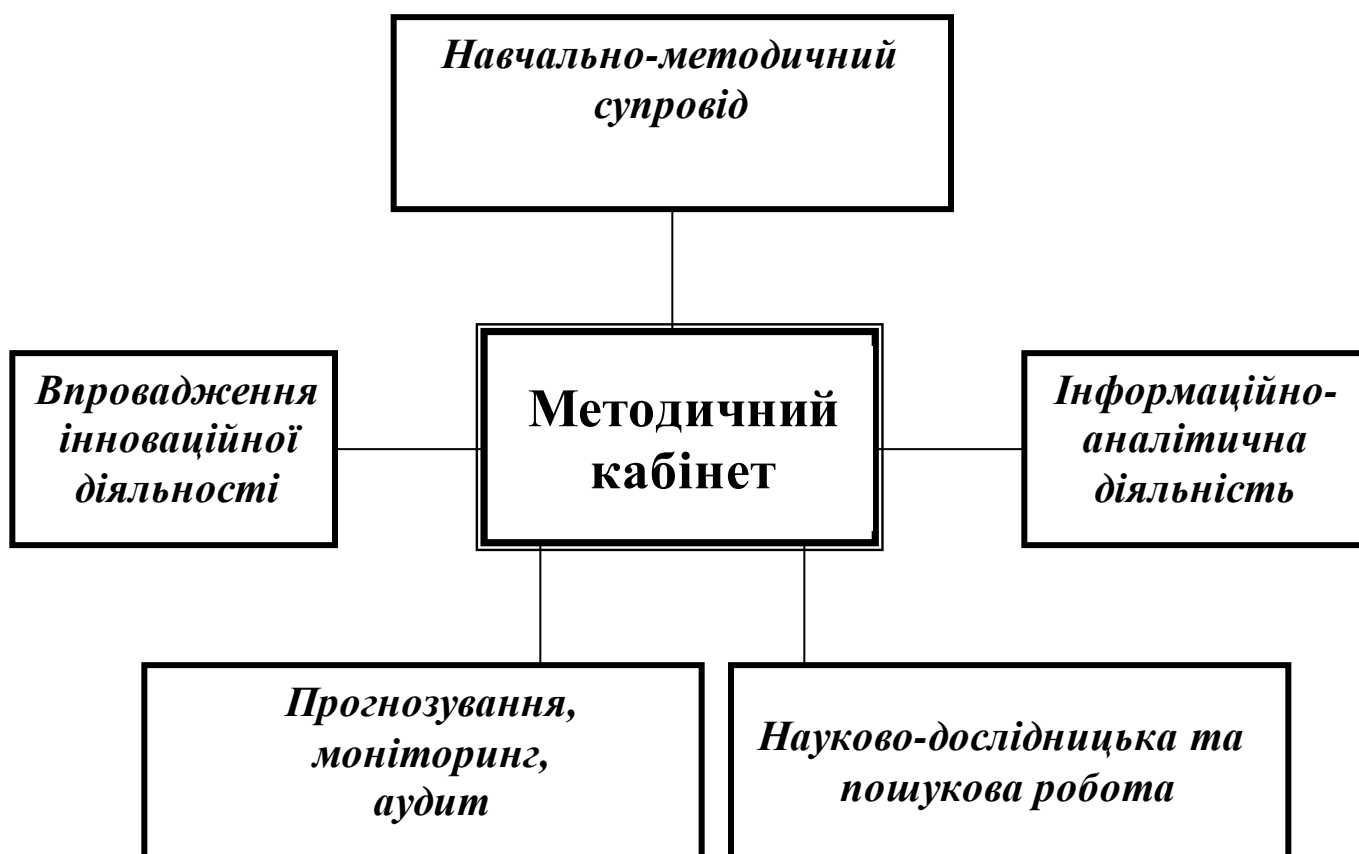 Навчально-методичний
супровід
Впровадження
інноваційної
діяльності
Методичний
кабінет
Інформаційно-
аналітична
діяльність
Прогнозування,
моніторинг,
аудит
Науково-дослідницька та
пошукова робота